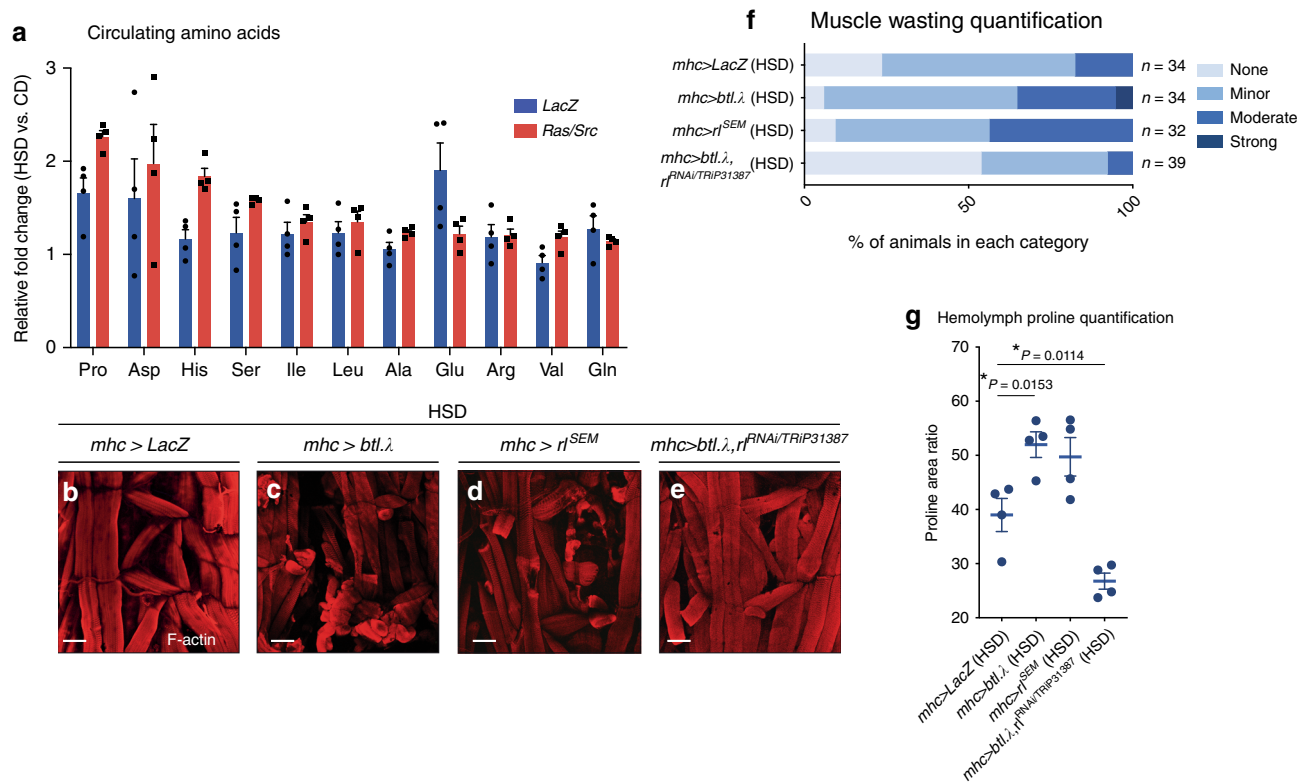 a
Circulating amino acids
Relative fold change (HSD vs. CD)
3
2
1
0
LacZ
Ras/Src
Pro Asp His Ser Ile Leu Ala Glu Arg Val Gln
HSD
mhc > LacZ
mhc > btl.λ
mhc > rl^SEM
mhc>btl.λ,rl^RNAi/TRiP31387
b
F-actin
c
d
e
f
Muscle wasting quantification
mhc>LacZ (HSD)
n = 34
mhc>btl.λ (HSD)
n = 34
mhc>rl^SEM (HSD)
n = 32
mhc>btl.λ,
rl^RNAi/TRiP31387 (HSD)
n = 39
None
Minor
Moderate
Strong
0 50 100
% of animals in each category
g
Hemolymph proline quantification
Proline area ratio
70
60
50
40
30
20
* P = 0.0114
* P = 0.0153
mhc>LacZ (HSD)
mhc>btl.λ (HSD)
mhc>rl^SEM (HSD)
mhc>btl.λ,rl^RNAi/TRiP31387 (HSD)